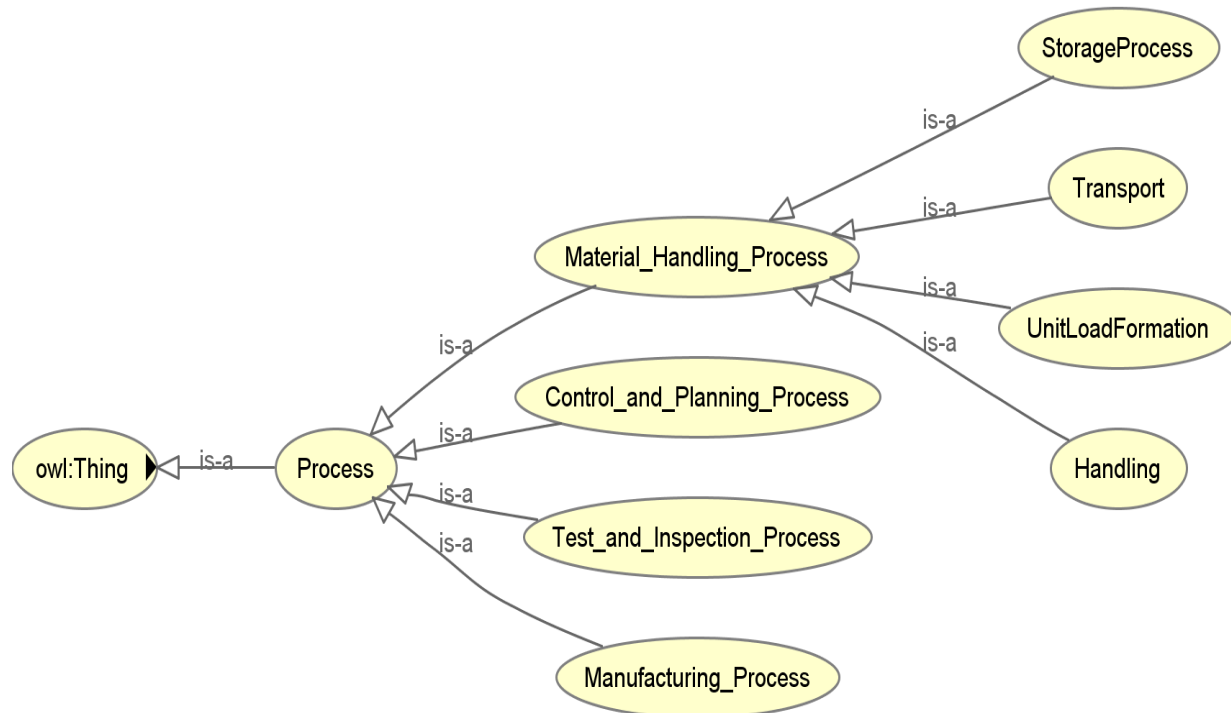 StorageProcess
is-a
Transport
is-a
Material_Handling_Process
is-a
UnitLoadFormation
is-a
is-a
Control_and_Planning_Process
is-a
owl:Thing
is-a
Process
Handling
is-a
Test_and_Inspection_Process
is-a
Manufacturing_Process